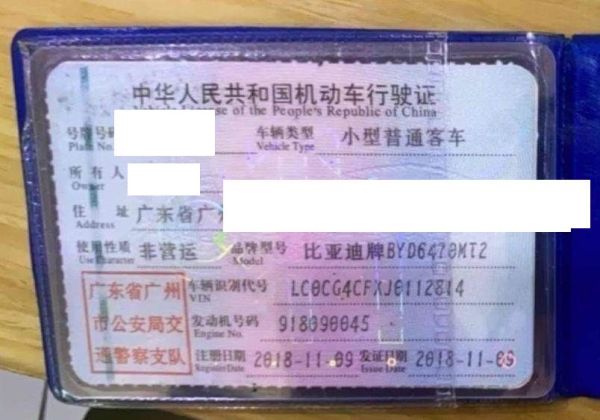 中华人民共和国机动车行驶证
of the People's Republic of China
号牌号码 车辆类型 小型普通客车
Plate No. Vehicle Type
所有人
Owner
住址 广东省广
Address
使用性质 非营运 品牌型号 比亚迪牌BYD6470MT2
Use Character Model
广东省广州
市公安局交
通警察支队
车辆识别代号 LC0CG4CFXJ0112814
VIN
发动机号码 918090045
Engine No.
注册日期 2018-11-09 发证日期 2018-11-09
Register Date Issue Date